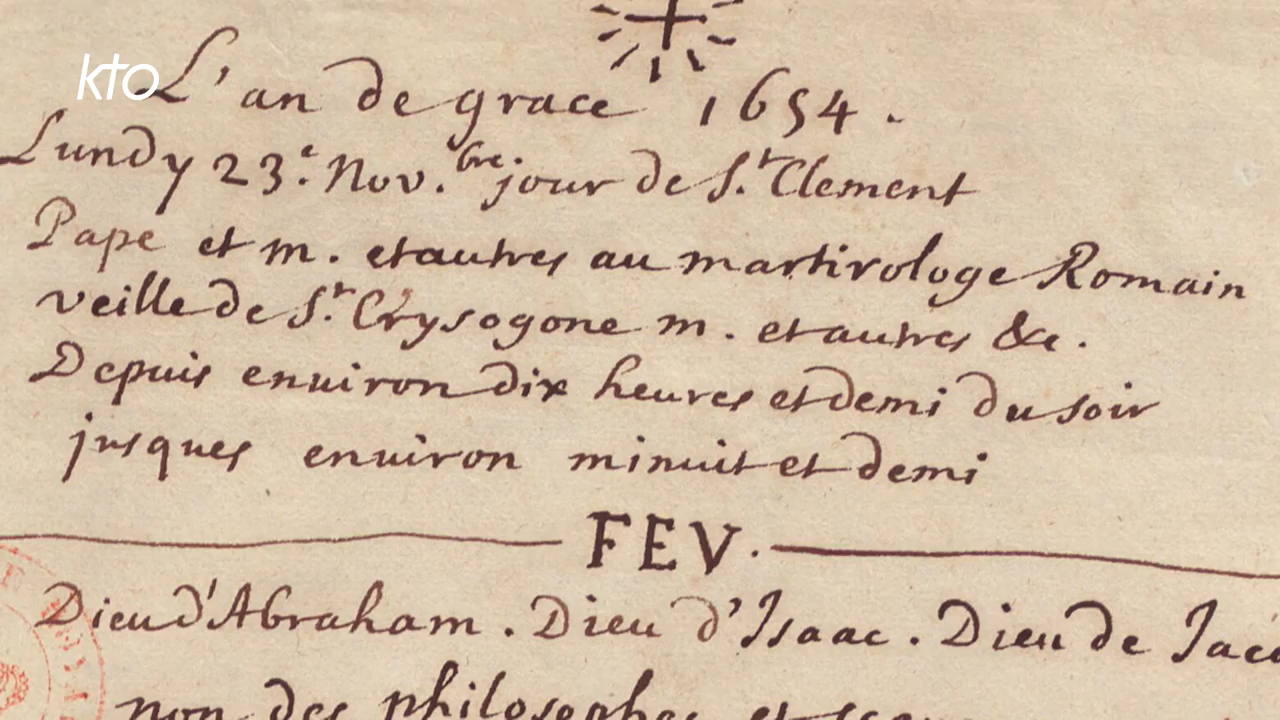 kto
L'an de grace 1654.
Lundy 23.e Nov.bre jour de S.t Clement
Pape et m. et autres au martirologe Romain
veille de S.t Crysogone m. et autres &c.
Depuis environ dix heures et demi du soir
jusques environ minuit et demi
FEV.
Dieu d'Abraham. Dieu d'Isaac. Dieu de Jaco
non des philosophes et